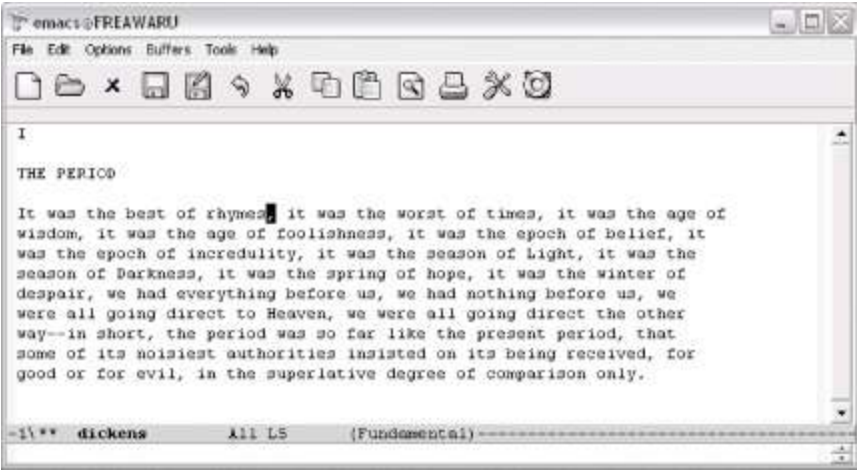 emacs@FREAWARU
File Edit Options Buffers Tools Help
I
THE PERIOD
It was the best of rhymes, it was the worst of times, it was the age of
wisdom, it was the age of foolishness, it was the epoch of belief, it
was the epoch of incredulity, it was the season of Light, it was the
season of Darkness, it was the spring of hope, it was the winter of
despair, we had everything before us, we had nothing before us, we
were all going direct to Heaven, we were all going direct the other
way--in short, the period was so far like the present period, that
some of its noisiest authorities insisted on its being received, for
good or for evil, in the superlative degree of comparison only.
-1\** dickens All L5 (Fundamental)